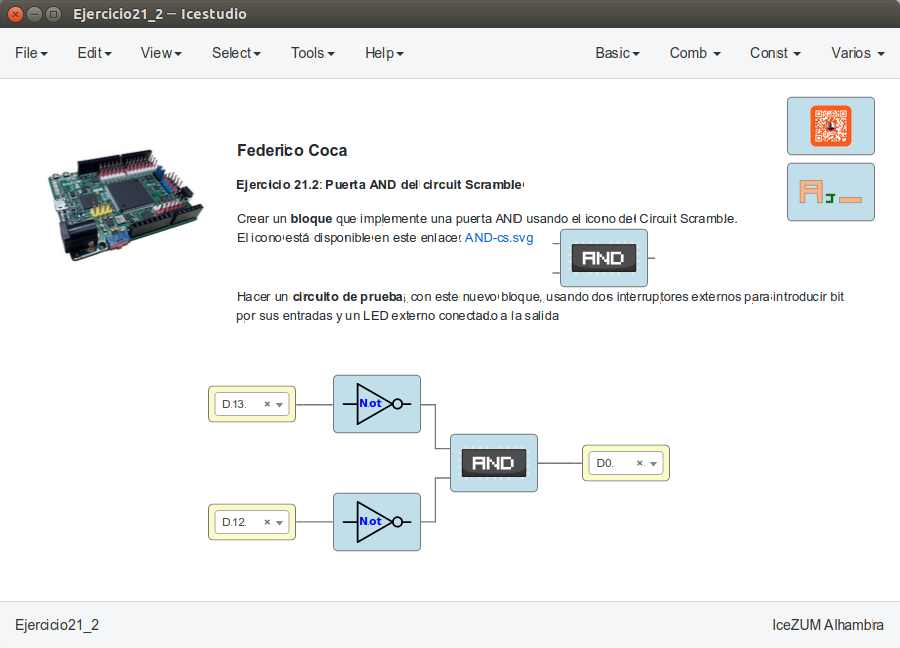 Ejercicio21_2 – Icestudio
File Edit View Select Tools Help Basic Comb Const Varios
Federico Coca
Ejercicio 21.2: Puerta AND del circuit Scramble
Crear un bloque que implemente una puerta AND usando el icono del Circuit Scramble.
El icono está disponible en este enlace: AND-cs.svg
AND
Hacer un circuito de prueba, con este nuevo bloque, usando dos interruptores externos para introducir bit
por sus entradas y un LED externo conectado a la salida
D13
Not
AND
D0
D12
Not
Ejercicio21_2
IceZUM Alhambra